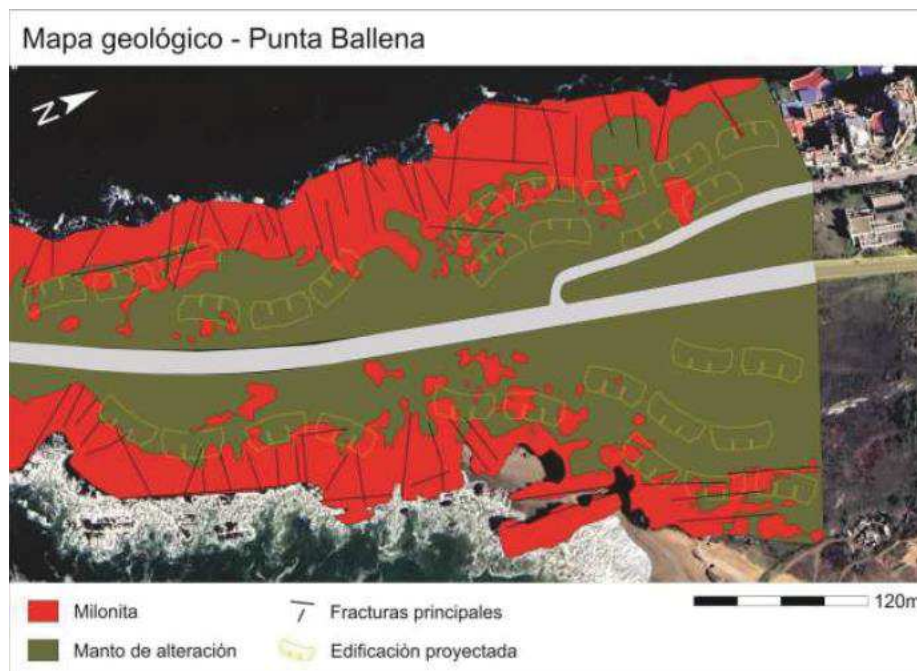 Mapa geológico - Punta Ballena
N
Milonita
Fracturas principales
120m
Manto de alteración
Edificación proyectada